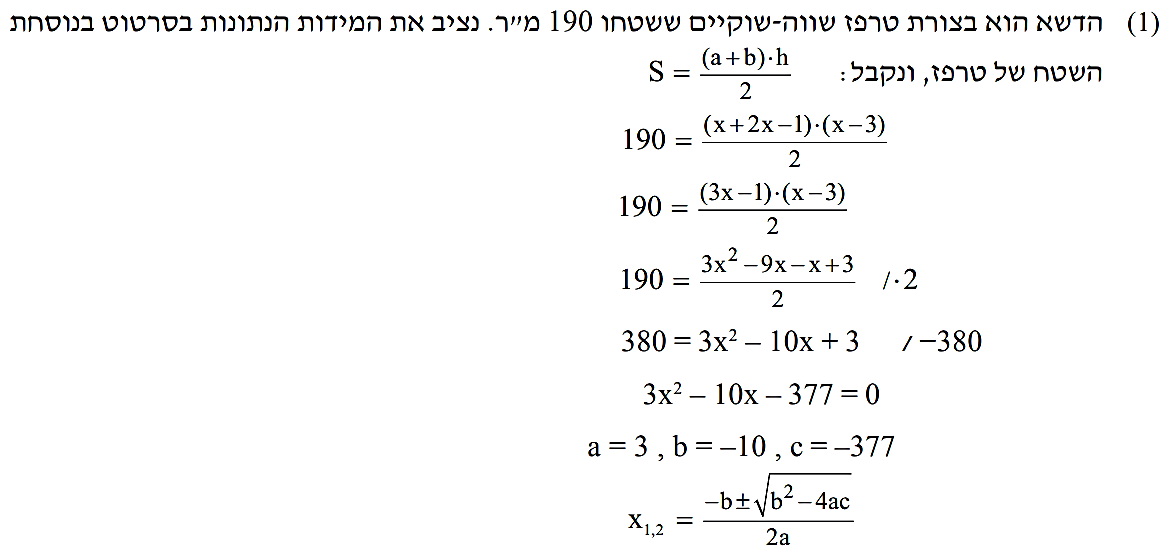 (1) הדשא הוא בצורת טרפז שווה-שוקיים ששטחו 190 מ״ר. נציב את המידות הנתונות בסרטוט בנוסחת
השטח של טרפז, ונקבל: S = (a+b)·h / 2
190 = (x+2x−1)·(x−3) / 2
190 = (3x−1)·(x−3) / 2
190 = 3x² −9x−x+3 / 2 /·2
380 = 3x² – 10x + 3 / −380
3x² – 10x – 377 = 0
a = 3 , b = –10 , c = –377
x₁,₂ = −b±√(b² −4ac) / 2a